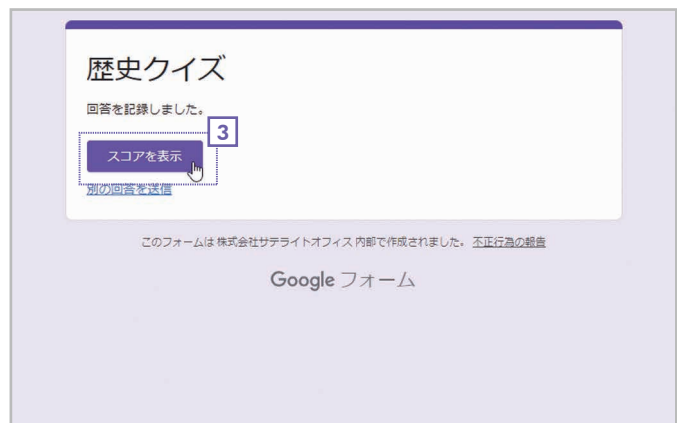 歴史クイズ
回答を記録しました。
3
スコアを表示
別の回答を送信
このフォームは 株式会社サテライトオフィス 内部で作成されました。 不正行為の報告
Google フォーム